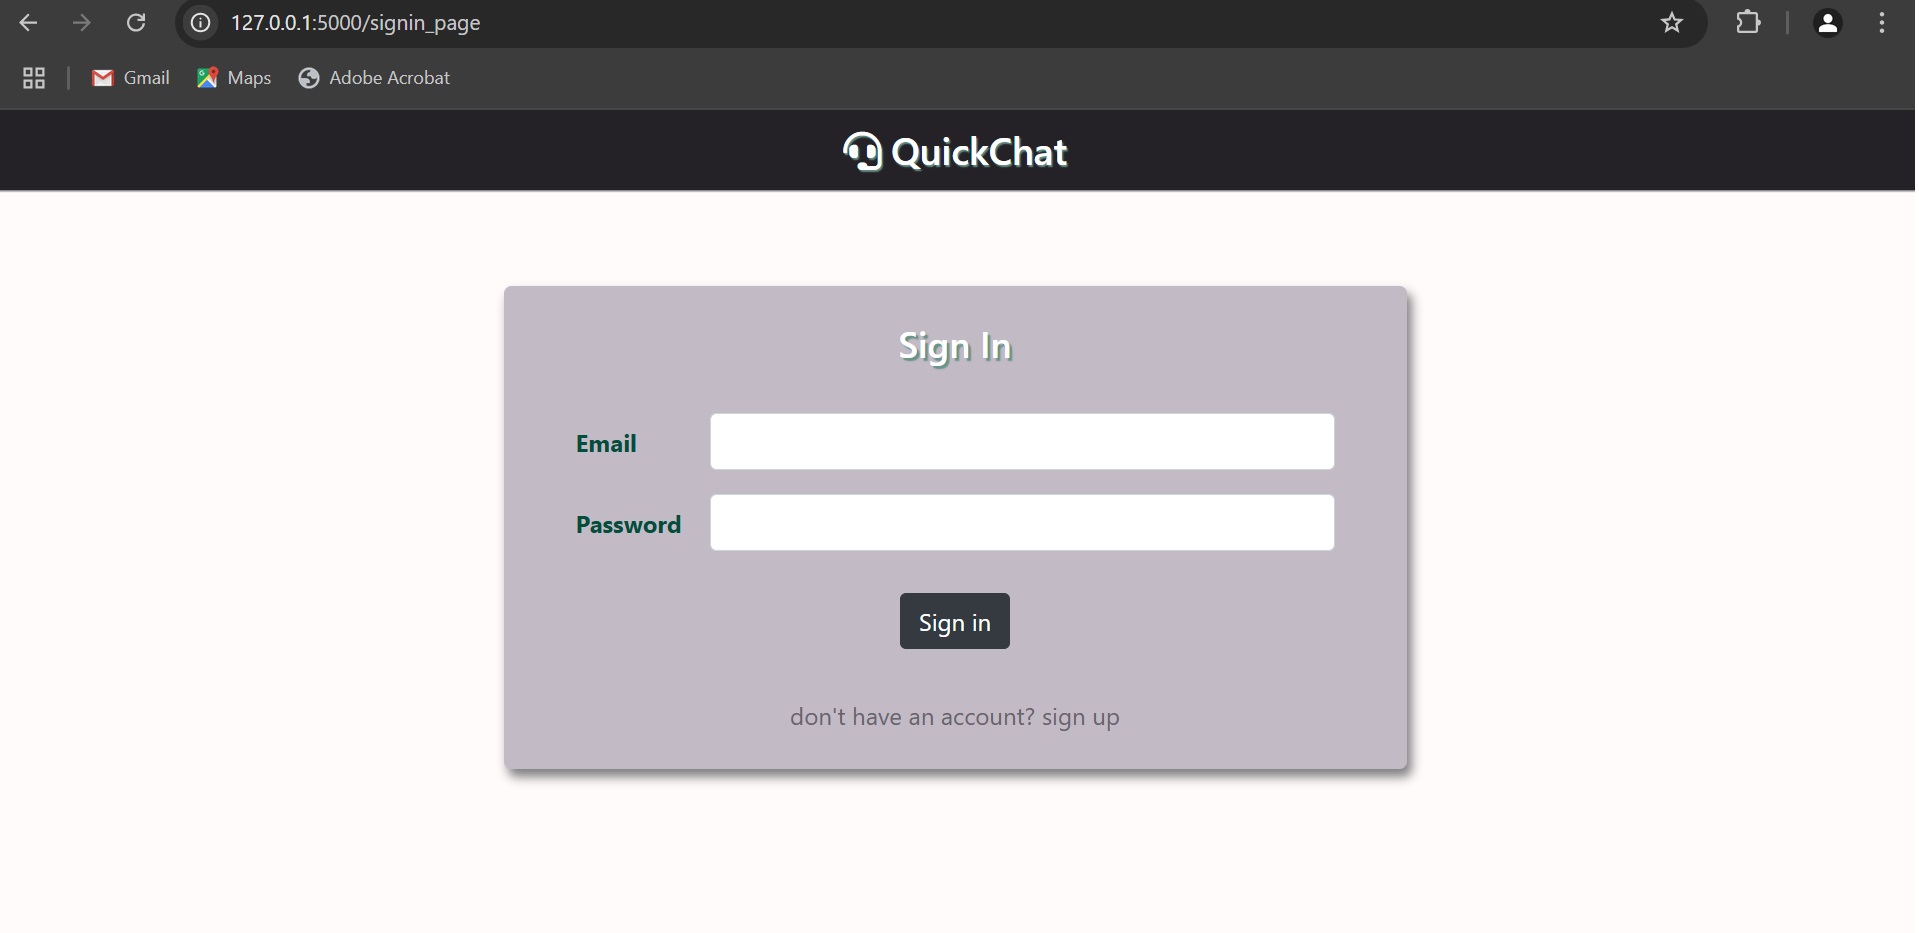 127.0.0.1:5000/signin_page
Gmail Maps Adobe Acrobat
QuickChat
Sign In
Email
Password
Sign in
don't have an account? sign up